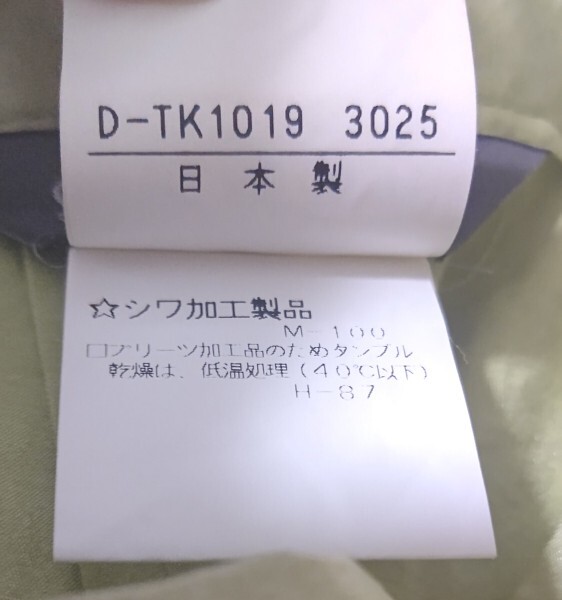 D-TK1019 3025
日本製
☆シワ加工製品
M-100
口プリーツ加工品のためタンブル
乾燥は、低温処理(40℃以下)
H-87